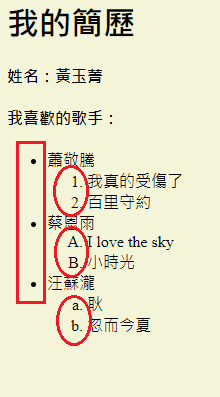 我的簡歷
姓名：黃玉菁
我喜歡的歌手：
• 蕭敬騰
1. 我真的受傷了
2. 百里守約
• 蔡恩雨
A. I love the sky
B. 小時光
• 汪蘇瀧
a. 耿
b. 忽而今夏